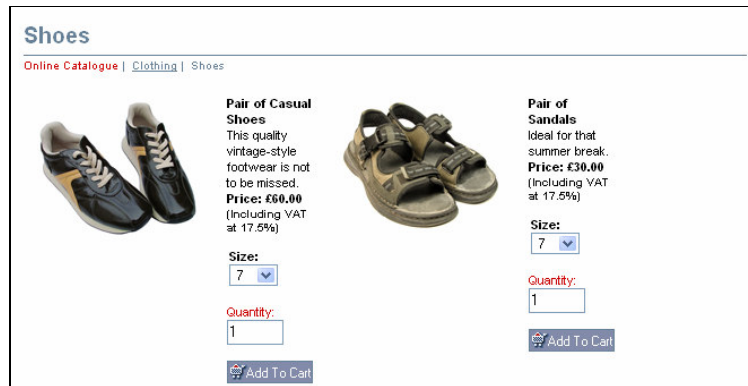 Shoes
Online Catalogue | Clothing | Shoes
Pair of Casual
Shoes
This quality
vintage-style
footwear is not
to be missed.
Price: £60.00
(Including VAT
at 17.5%)
Size:
7
Quantity:
1
Add To Cart
Pair of
Sandals
Ideal for that
summer break.
Price: £30.00
(Including VAT
at 17.5%)
Size:
7
Quantity:
1
Add To Cart